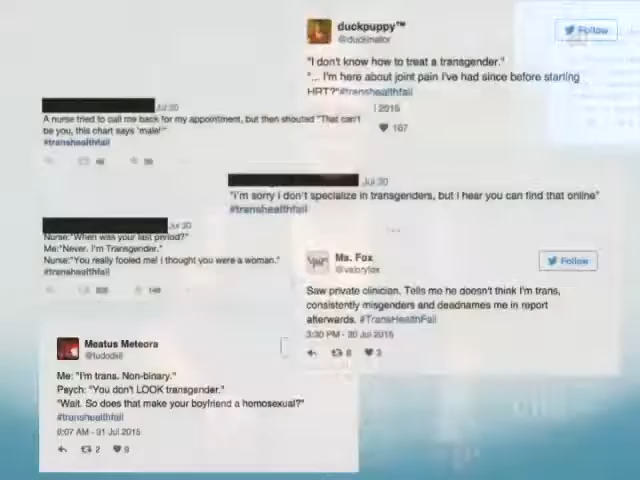 duckpuppy™
Follow
"I don't know how to treat a transgender."
"... I'm here about joint pain I've had since before starting
HRT?"#transhealthfail
2015
167
Jul 30
A nurse tried to call me back for my appointment, but then shouted "That can't
be you, this chart says 'male!'"
#transhealthfail
Jul 30
"I'm sorry I don't specialize in transgenders, but I hear you can find that online"
#transhealthfail
Jul 30
Nurse:"When was your last period?"
Me:"Never. I'm Transgender."
Nurse:"You really fooled me! I thought you were a woman."
#transhealthfail
Ms. Fox
@valoryfox
Follow
Saw private clinician. Tells me he doesn't think I'm trans,
consistently misgenders and deadnames me in report
afterwards. #TransHealthFail
3:30 PM - 30 Jul 2015
8 3
Meatus Meteora
Me: "I'm trans. Non-binary."
Psych: "You don't LOOK transgender."
"Wait. So does that make your boyfriend a homosexual?"
#transhealthfail
6:07 AM - 31 Jul 2015
2 9